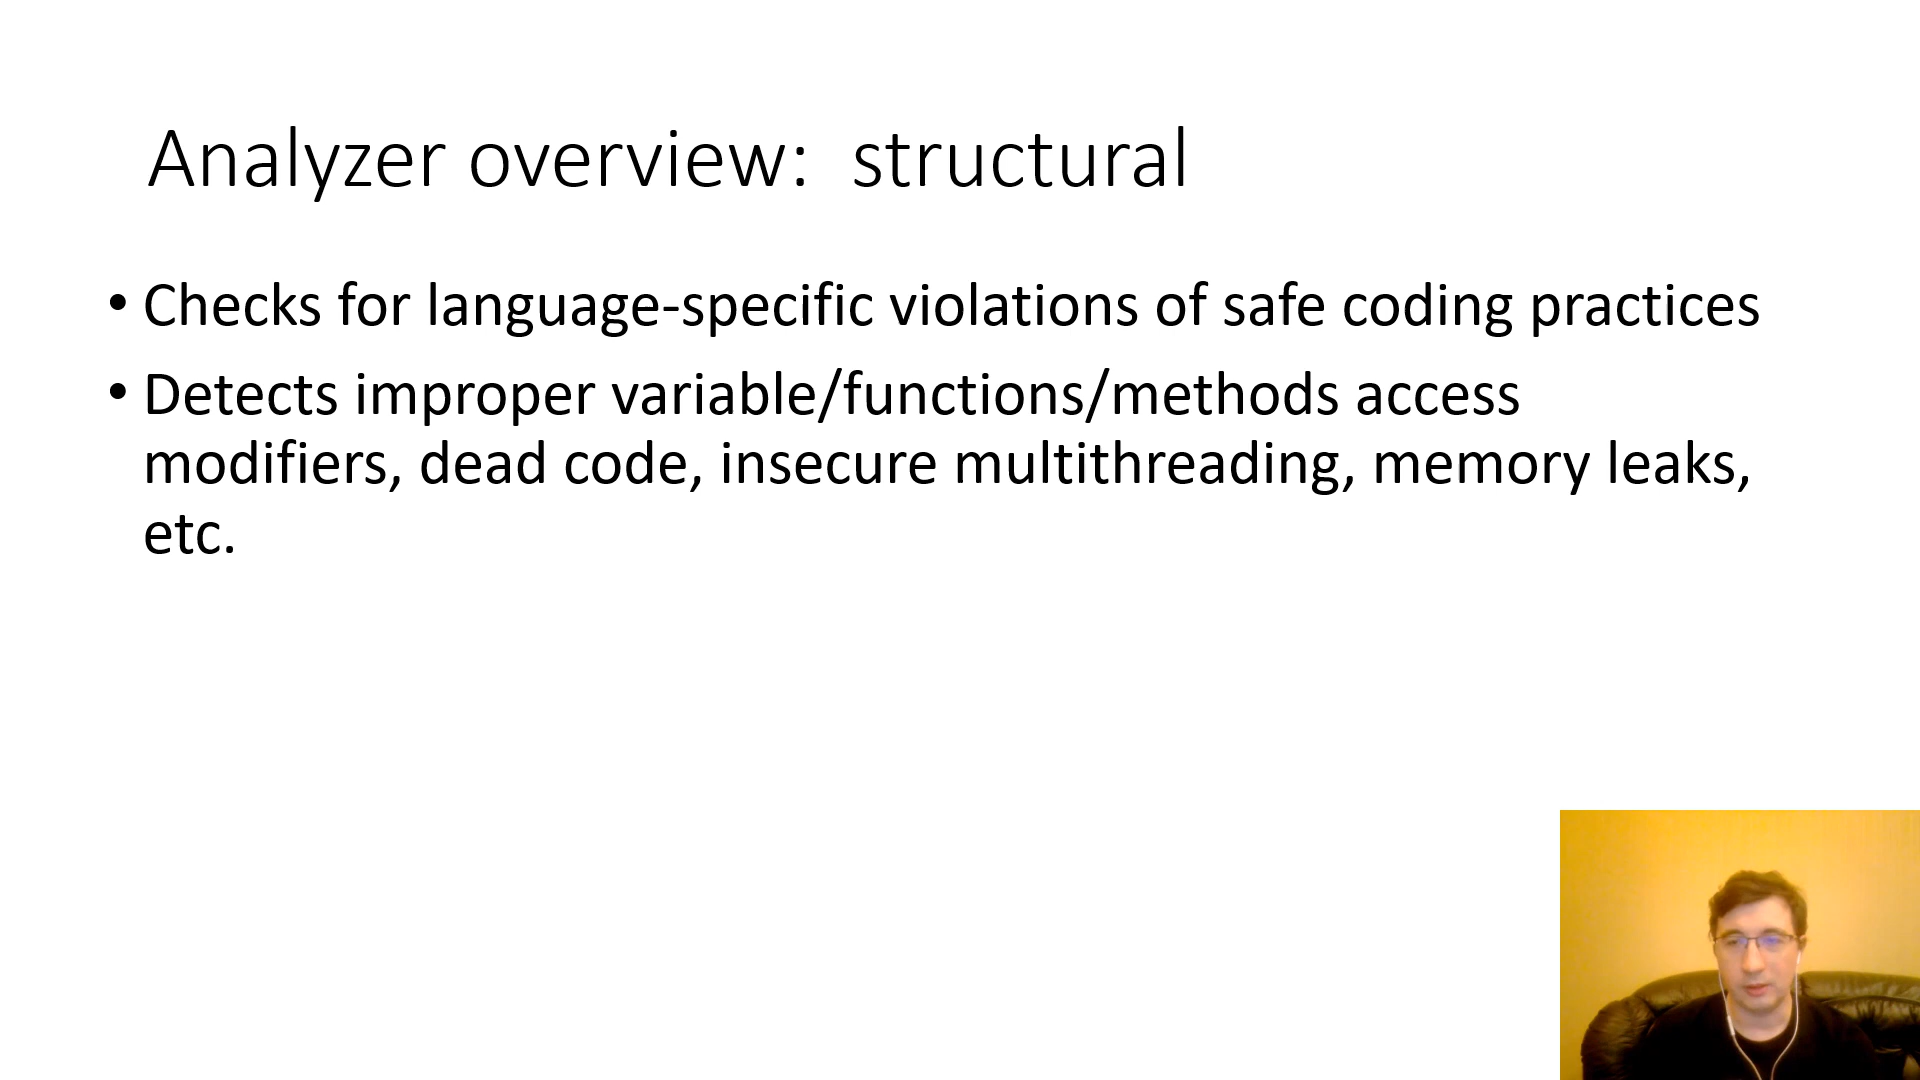 Analyzer overview:  structural
• Checks for language-specific violations of safe coding practices
• Detects improper variable/functions/methods access
modifiers, dead code, insecure multithreading, memory leaks,
etc.